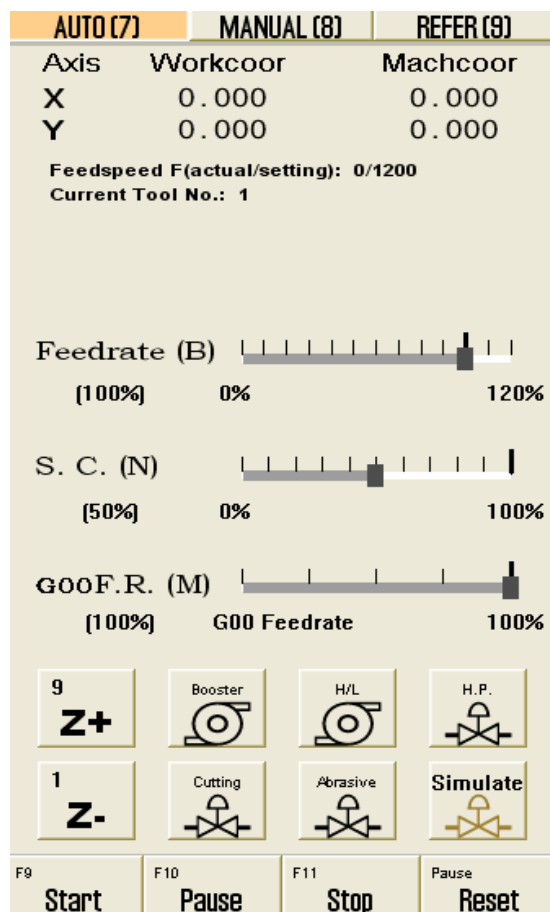 AUTO (7) MANUAL (8) REFER (9)
Axis Workcoor Machcoor
X 0.000 0.000
Y 0.000 0.000
Feedspeed F(actual/setting): 0/1200
Current Tool No.: 1
Feedrate (B)
(100%) 0% 120%
S. C. (N)
(50%) 0% 100%
G00F.R. (M)
(100%) G00 Feedrate 100%
9 Booster H/L H.P.
Z+
1 Cutting Abrasive Simulate
Z-
F9 F10 F11 Pause
Start Pause Stop Reset